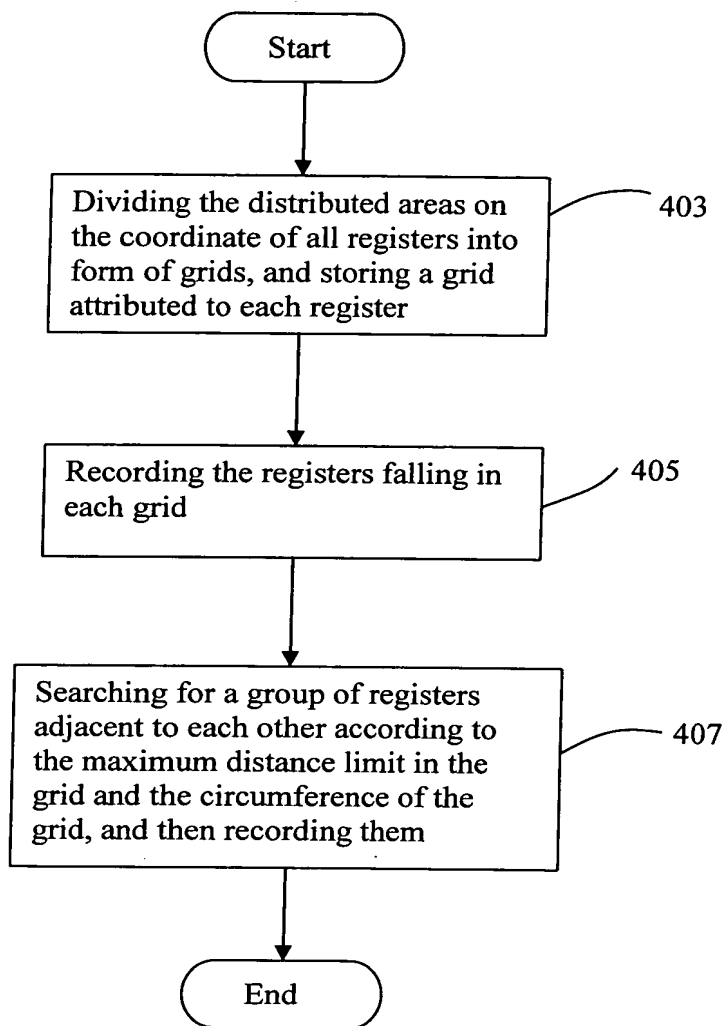 Start
Dividing the distributed areas on
the coordinate of all registers into
form of grids, and storing a grid
attributed to each register
403
Recording the registers falling in
each grid
405
Searching for a group of registers
adjacent to each other according to
the maximum distance limit in the
grid and the circumference of the
grid, and then recording them
407
End